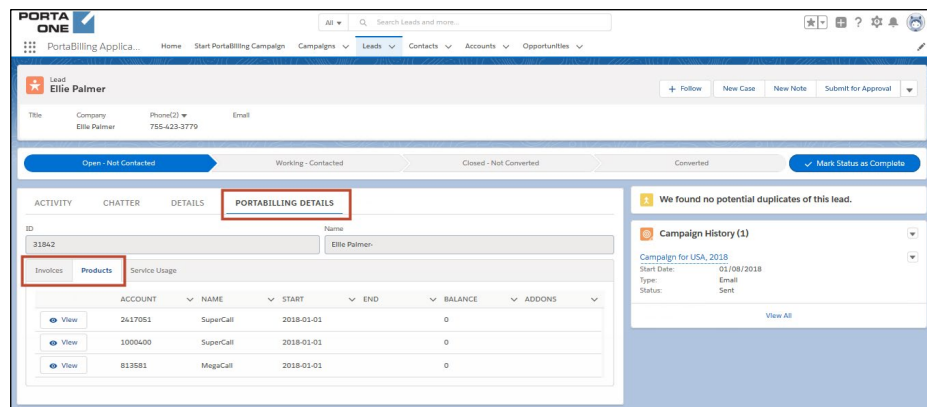 PORTA
ONE
All
Search Leads and more...
PortaBilling Applica...
Home
Start PortaBilling Campaign
Campaigns
Leads
Contacts
Accounts
Opportunities
Lead
Ellie Palmer
+ Follow
New Case
New Note
Submit for Approval
Title
Company
Phone(2)
Email
Ellie Palmer
755-423-3779
Open - Not Contacted
Working - Contacted
Closed - Not Converted
Converted
Mark Status as Complete
ACTIVITY
CHATTER
DETAILS
PORTABILLING DETAILS
ID
Name
31842
Ellie Palmer-
Invoices
Products
Service Usage
ACCOUNT
NAME
START
END
BALANCE
ADDONS
View
2417051
SuperCall
2018-01-01
0
View
1000400
SuperCall
2018-01-01
0
View
813581
MegaCall
2018-01-01
0
We found no potential duplicates of this lead.
Campaign History (1)
Campaign for USA, 2018
Start Date:
01/08/2018
Type:
Email
Status:
Sent
View All